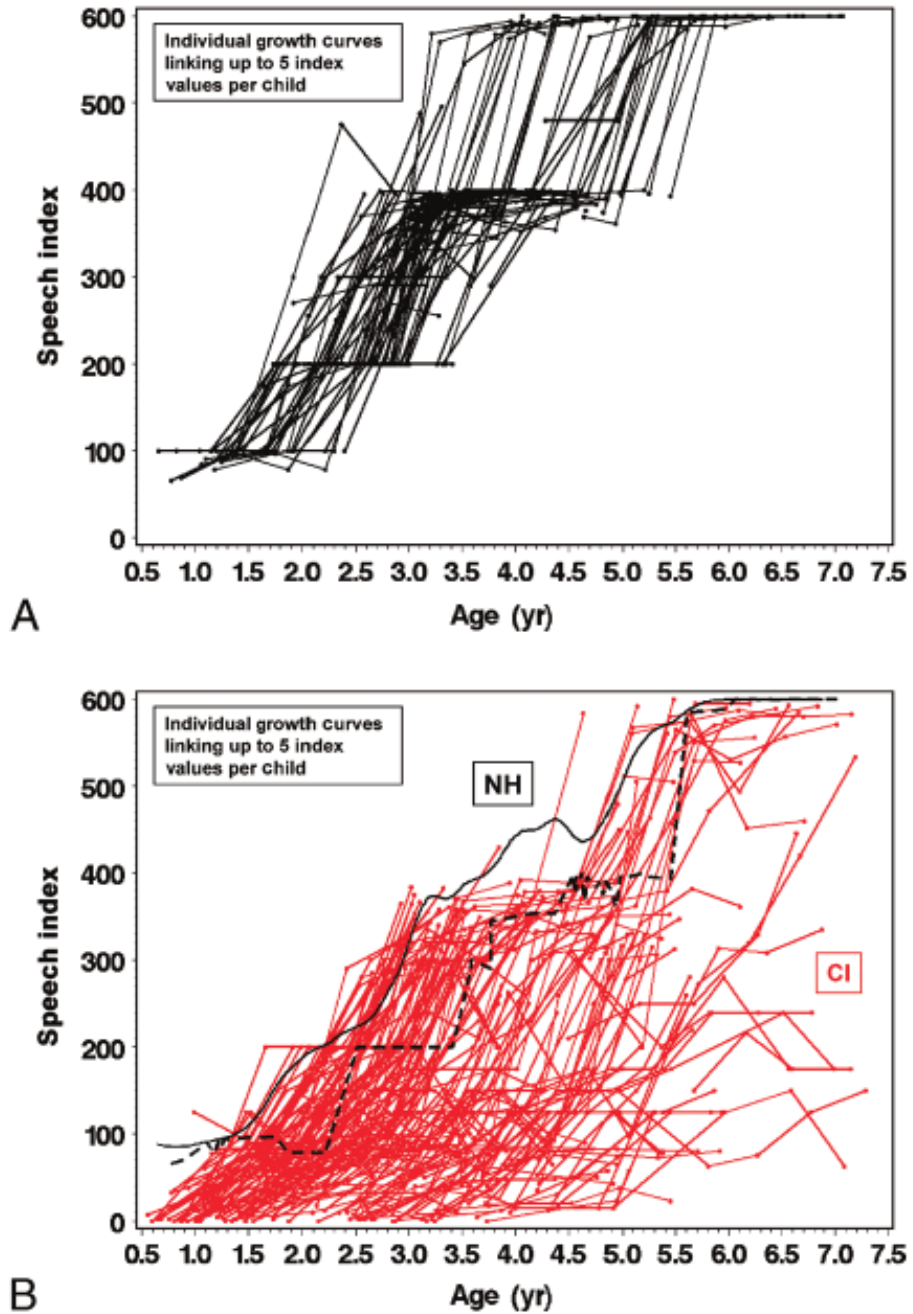 600
500
400
300
200
100
0
Speech index
Individual growth curves
linking up to 5 index
values per child
0.5 1.0 1.5 2.0 2.5 3.0 3.5 4.0 4.5 5.0 5.5 6.0 6.5 7.0 7.5
Age (yr)
A
600
500
400
300
200
100
0
Speech index
Individual growth curves
linking up to 5 index
values per child
NH
CI
0.5 1.0 1.5 2.0 2.5 3.0 3.5 4.0 4.5 5.0 5.5 6.0 6.5 7.0 7.5
Age (yr)
B